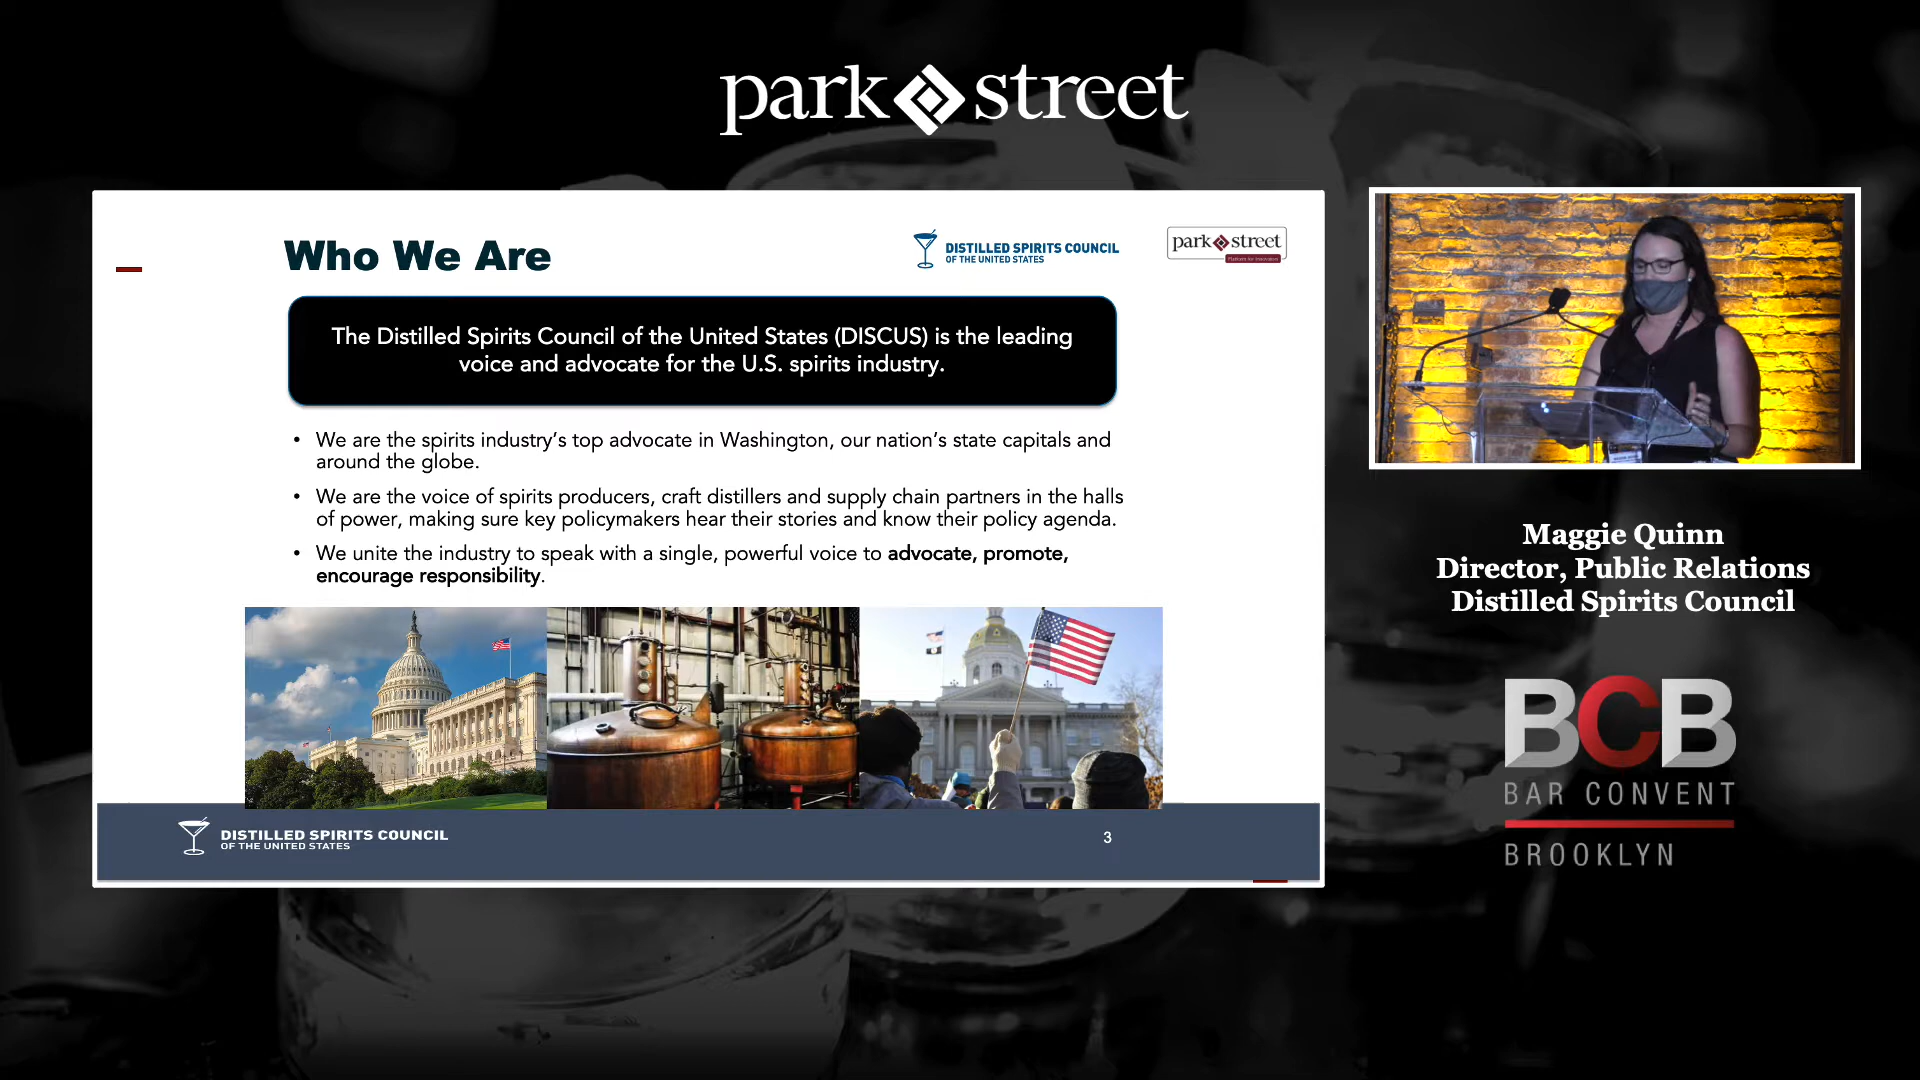 park street
Who We Are
DISTILLED SPIRITS COUNCIL
OF THE UNITED STATES
park street
Platform for Innovation
The Distilled Spirits Council of the United States (DISCUS) is the leading
voice and advocate for the U.S. spirits industry.
• We are the spirits industry’s top advocate in Washington, our nation’s state capitals and
around the globe.
• We are the voice of spirits producers, craft distillers and supply chain partners in the halls
of power, making sure key policymakers hear their stories and know their policy agenda.
• We unite the industry to speak with a single, powerful voice to advocate, promote,
encourage responsibility.
DISTILLED SPIRITS COUNCIL
OF THE UNITED STATES
3
Maggie Quinn
Director, Public Relations
Distilled Spirits Council
BCB
BAR CONVENT
BROOKLYN